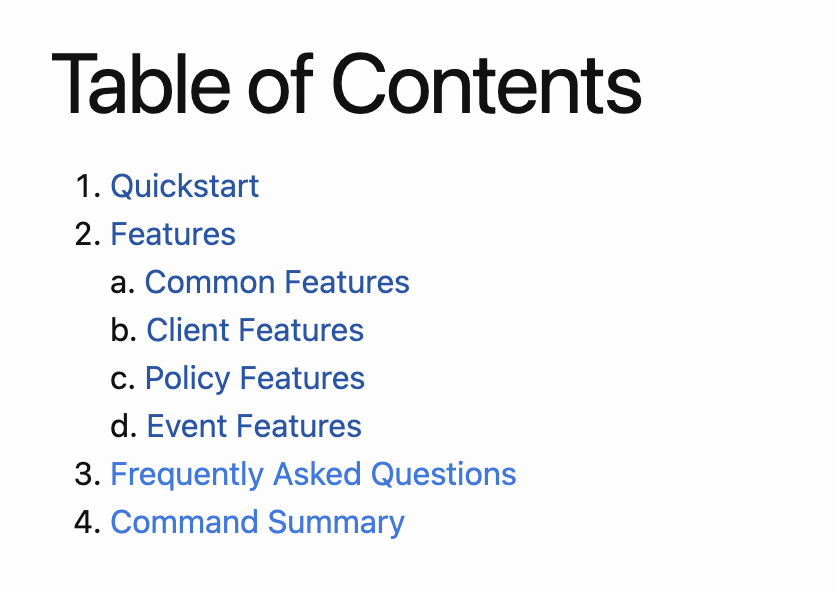 Table of Contents
1. Quickstart
2. Features
a. Common Features
b. Client Features
c. Policy Features
d. Event Features
3. Frequently Asked Questions
4. Command Summary